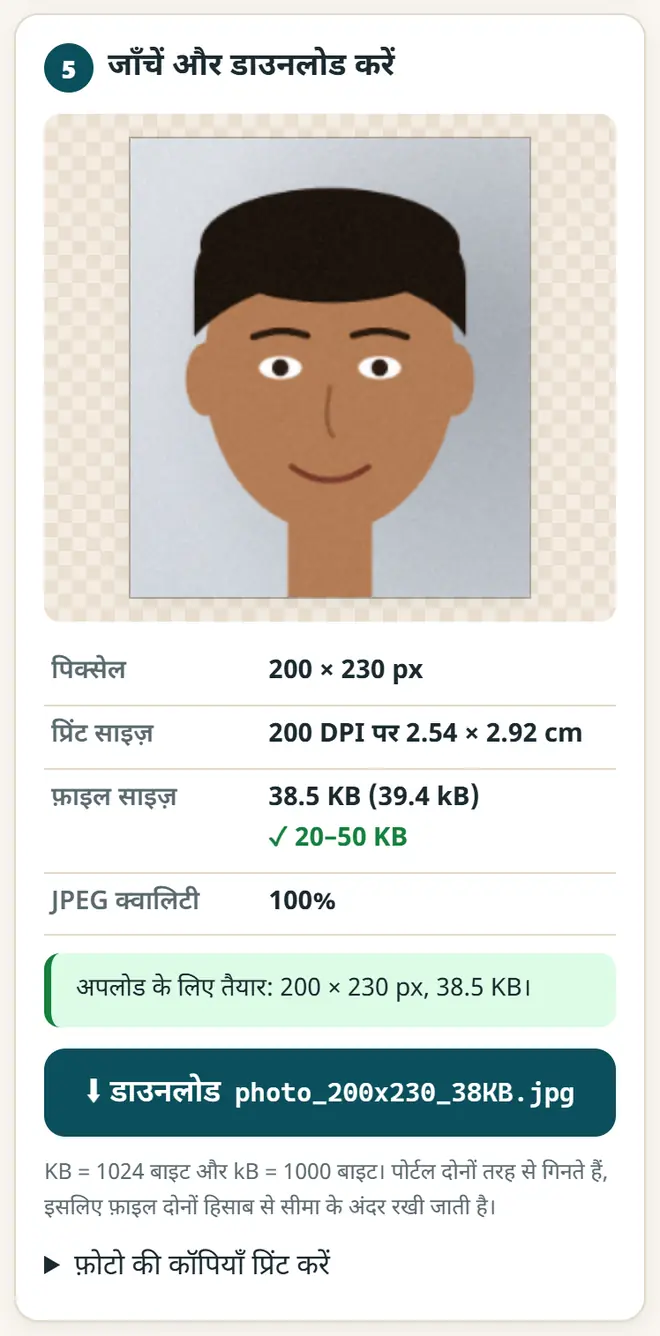 5 जाँचें और डाउनलोड करें
पिक्सेल 200 × 230 px
प्रिंट साइज़ 200 DPI पर 2.54 × 2.92 cm
फ़ाइल साइज़ 38.5 KB (39.4 kB)
✓ 20–50 KB
JPEG क्वालिटी 100%
अपलोड के लिए तैयार: 200 × 230 px, 38.5 KB।
⬇ डाउनलोड photo_200x230_38KB.jpg
KB = 1024 बाइट और kB = 1000 बाइट। पोर्टल दोनों तरह से गिनते हैं,
इसलिए फ़ाइल दोनों हिसाब से सीमा के अंदर रखी जाती है।
▶ फ़ोटो की कॉपियाँ प्रिंट करें